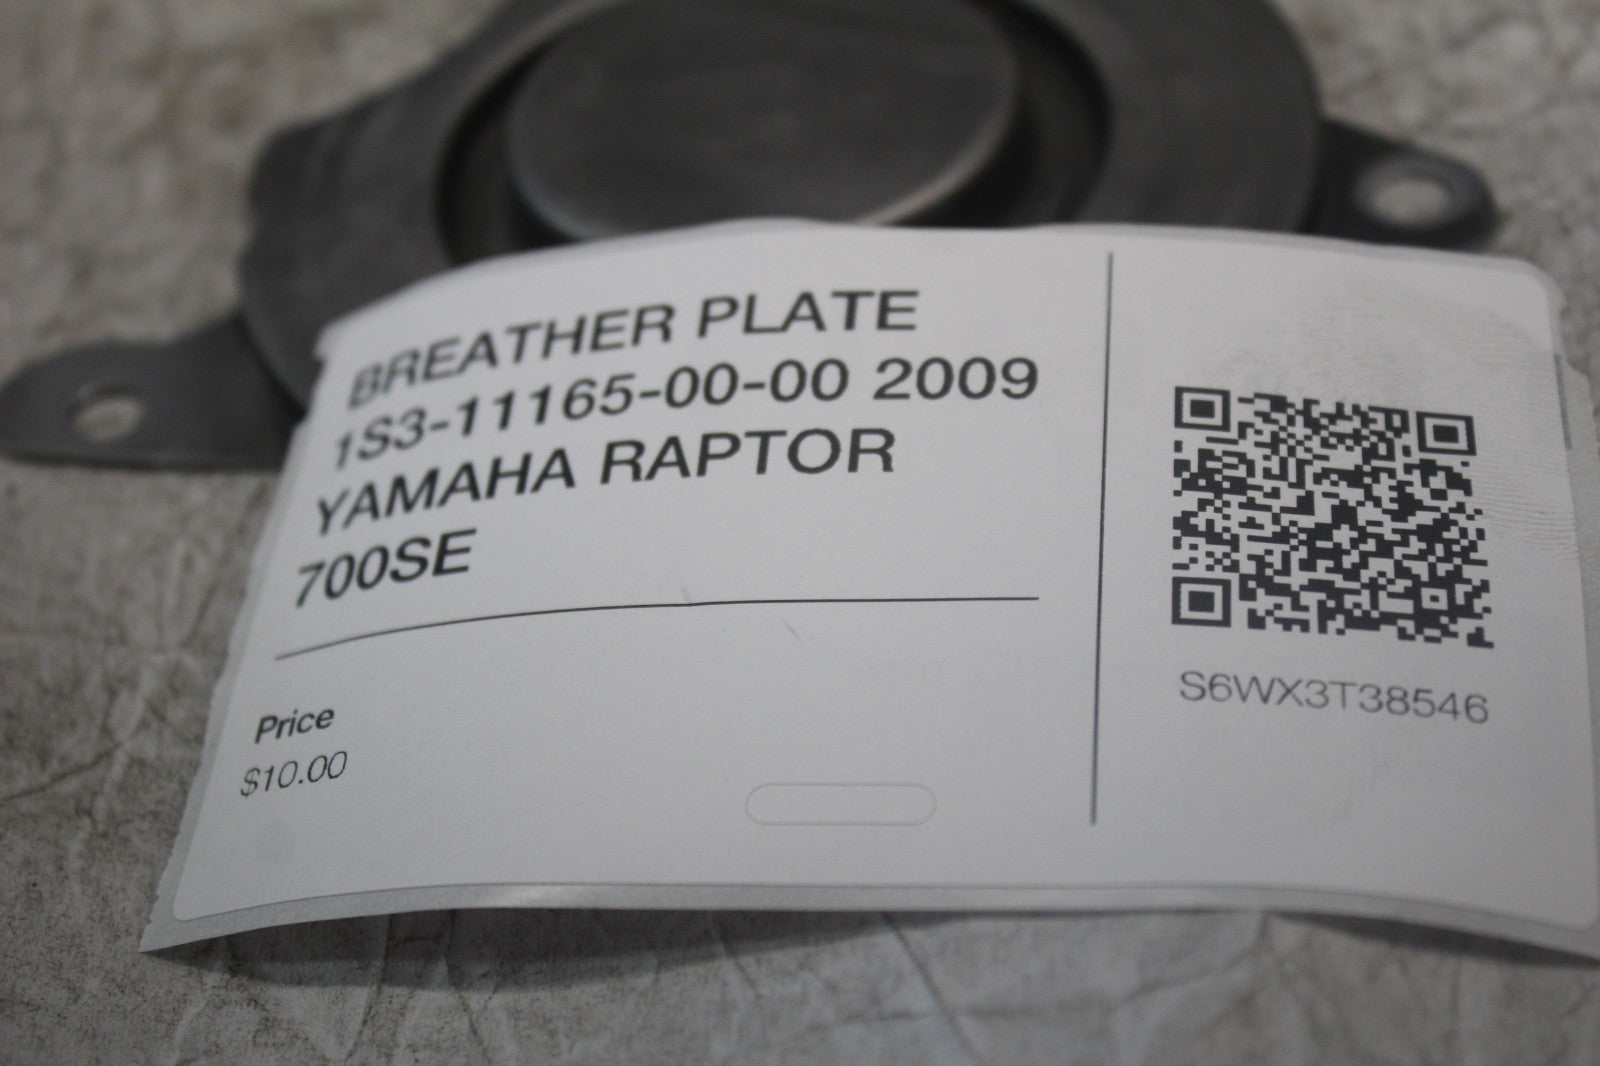 BREATHER PLATE
1S3-11165-00-00 2009
YAMAHA RAPTOR
700SE
Price
$10.00
S6WX3T38546